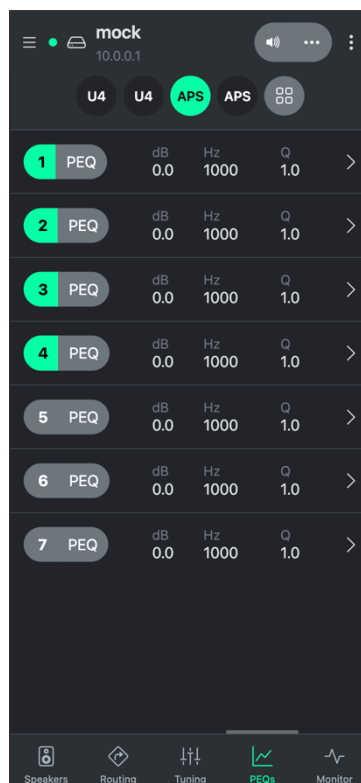 mock
10.0.0.1
U4 U4 APS APS
dB Hz Q
1 PEQ 0.0 1000 1.0
dB Hz Q
2 PEQ 0.0 1000 1.0
dB Hz Q
3 PEQ 0.0 1000 1.0
dB Hz Q
4 PEQ 0.0 1000 1.0
dB Hz Q
5 PEQ 0.0 1000 1.0
dB Hz Q
6 PEQ 0.0 1000 1.0
dB Hz Q
7 PEQ 0.0 1000 1.0
Speakers Routing Tuning PEQs Monitor